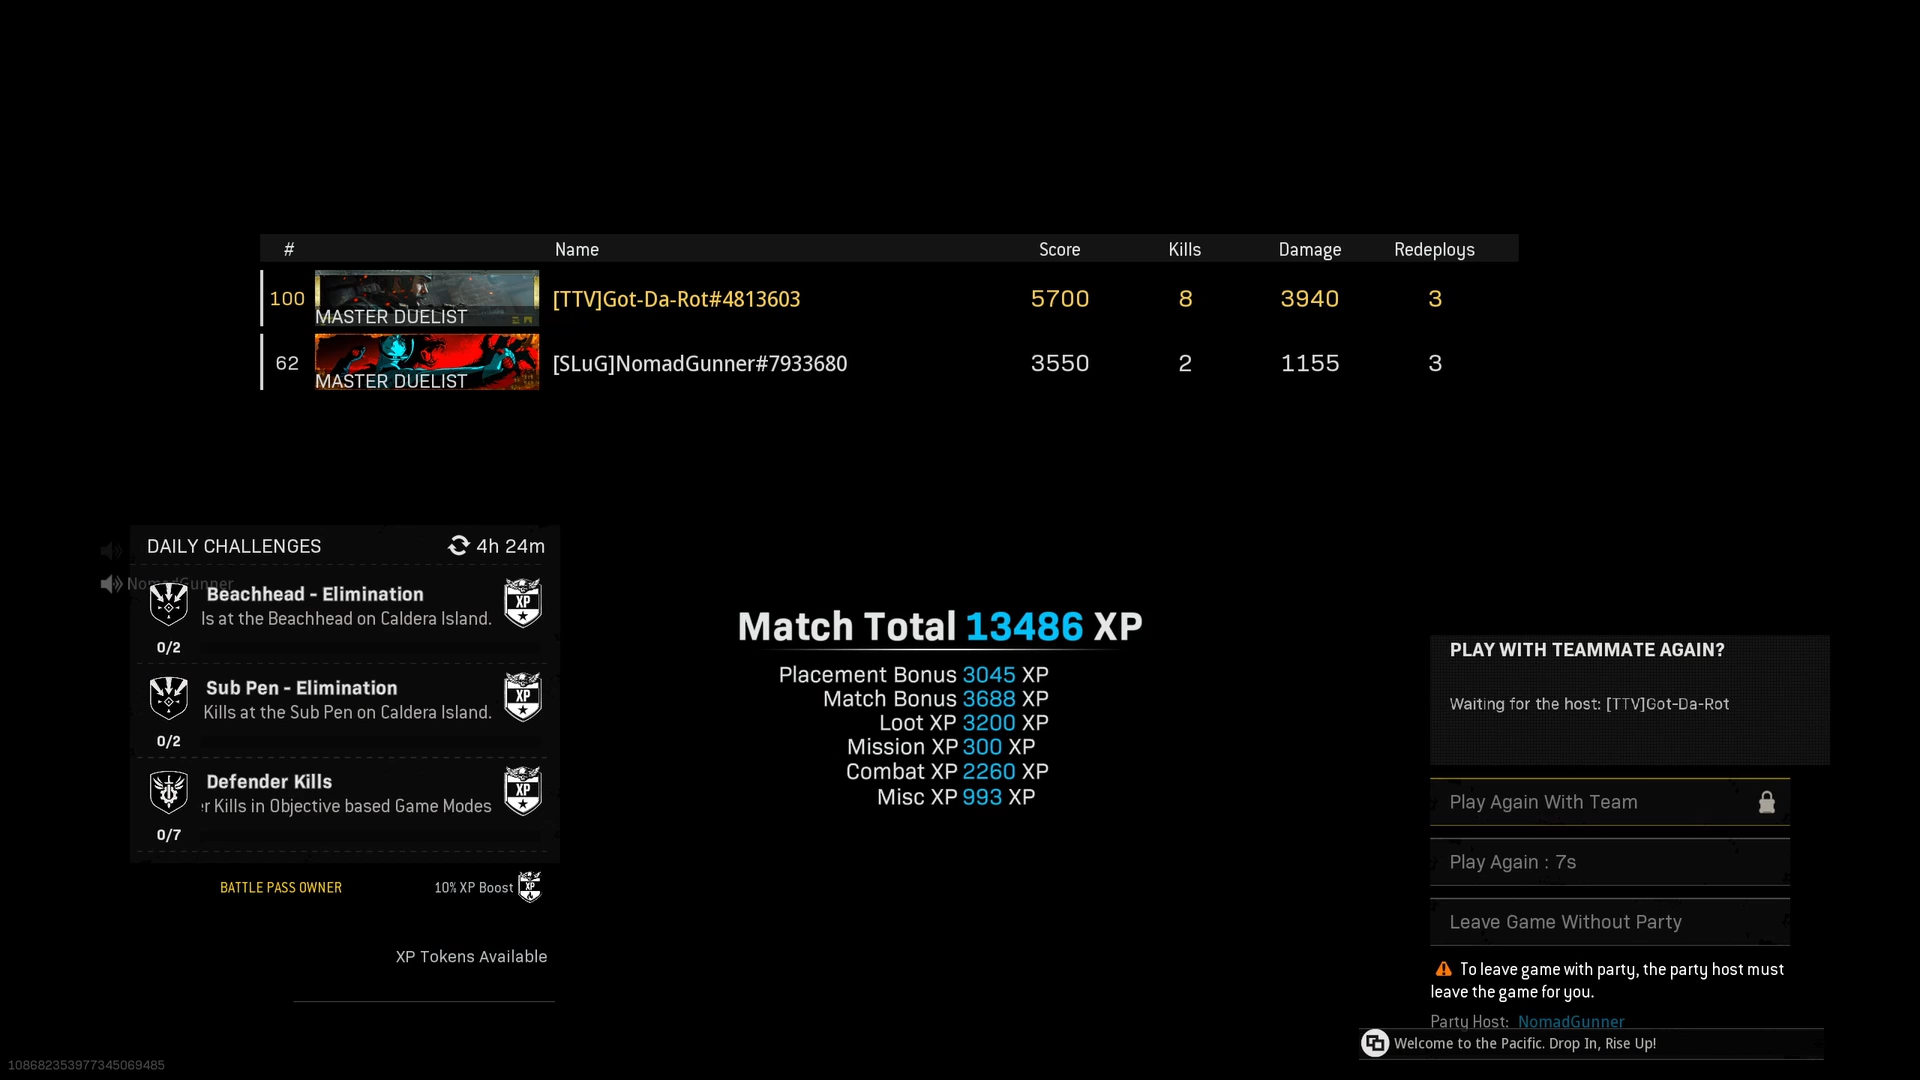 # Name Score Kills Damage Redeploys
100 MASTER DUELIST [TTV]Got-Da-Rot#4813603 5700 8 3940 3
62 MASTER DUELIST [SLuG]NomadGunner#7933680 3550 2 1155 3
DAILY CHALLENGES 4h 24m
NomadGunner
Beachhead - Elimination XP
ls at the Beachhead on Caldera Island.
0/2
Sub Pen - Elimination XP
Kills at the Sub Pen on Caldera Island.
0/2
Defender Kills XP
r Kills in Objective based Game Modes
0/7
BATTLE PASS OWNER 10% XP Boost XP
XP Tokens Available
Match Total 13486 XP
Placement Bonus 3045 XP
Match Bonus 3688 XP
Loot XP 3200 XP
Mission XP 300 XP
Combat XP 2260 XP
Misc XP 993 XP
PLAY WITH TEAMMATE AGAIN?
Waiting for the host: [TTV]Got-Da-Rot
Play Again With Team
Play Again : 7s
Leave Game Without Party
To leave game with party, the party host must
leave the game for you.
Party Host: NomadGunner
Welcome to the Pacific. Drop In, Rise Up!
108682353977345069485